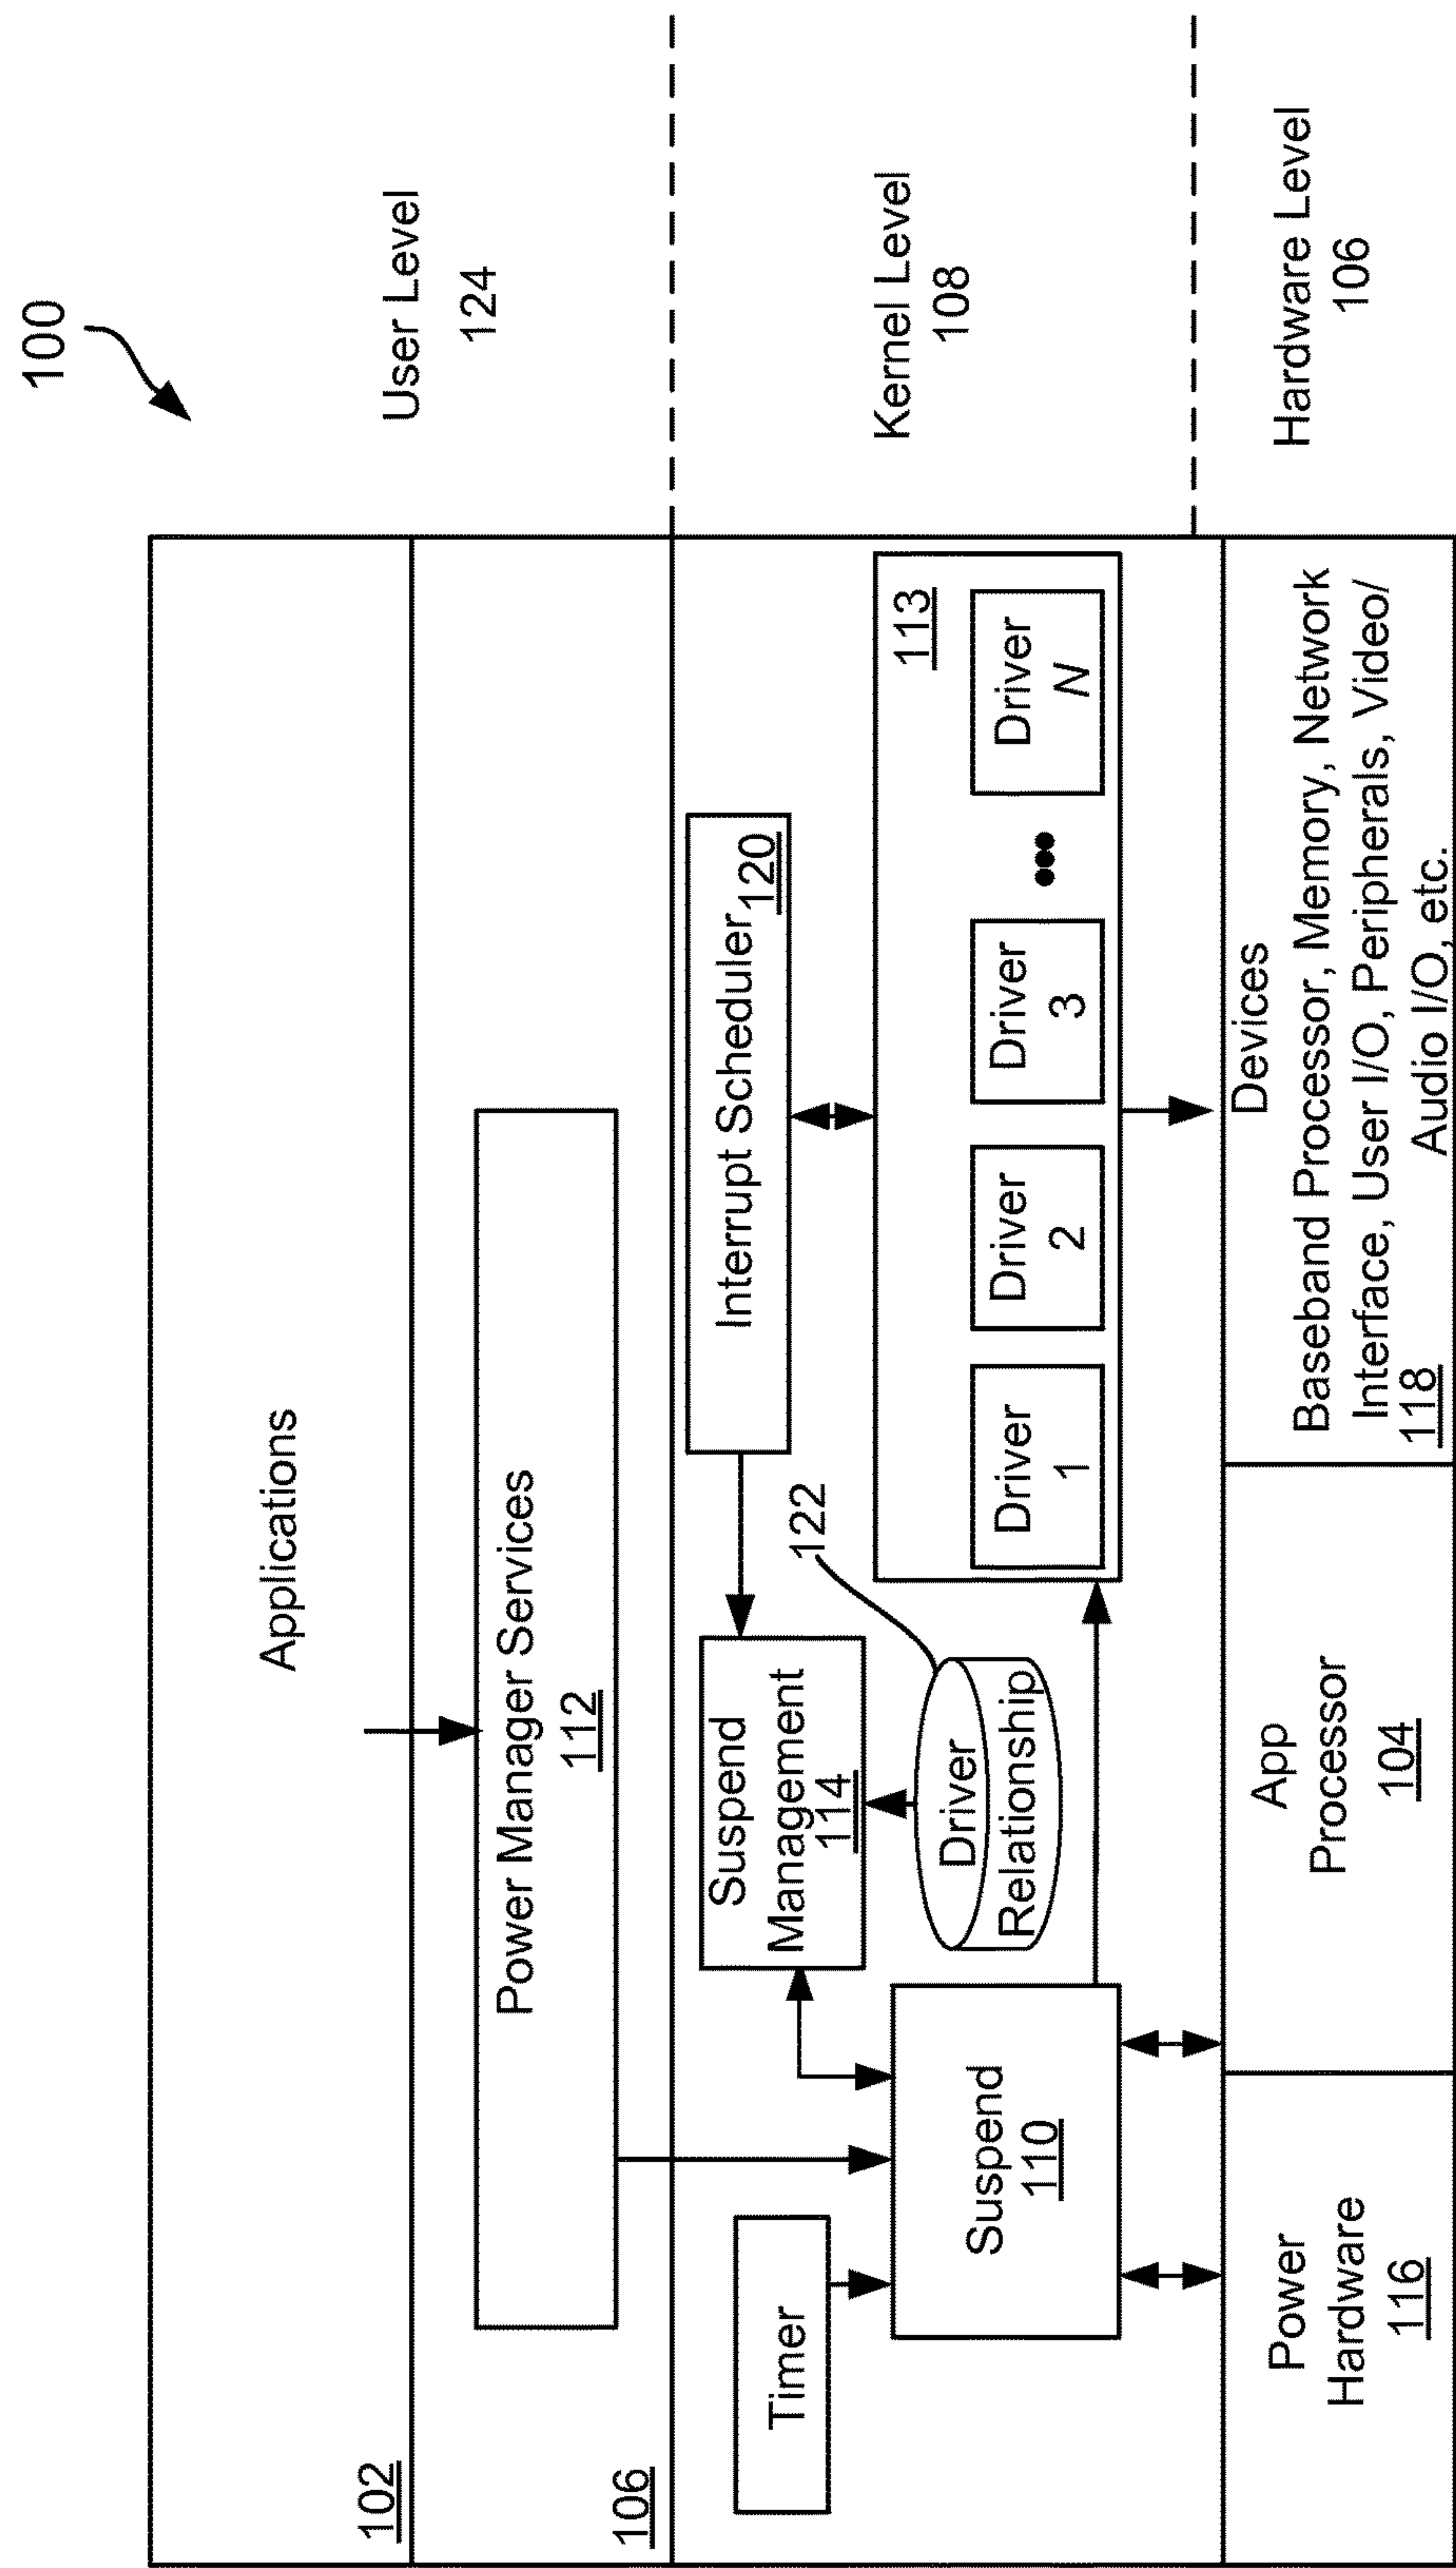 100
Applications
102
User Level
124
Power Manager Services
112
106
Kernel Level
108
Timer
Suspend
Management
114
Interrupt Scheduler
120
122
Driver
Relationship
Suspend
110
113
Driver
1
Driver
2
Driver
3
Driver
N
Hardware Level
106
Power
Hardware
116
App
Processor
104
Devices
Baseband Processor, Memory, Network
Interface, User I/O, Peripherals, Video/
Audio I/O, etc.
118